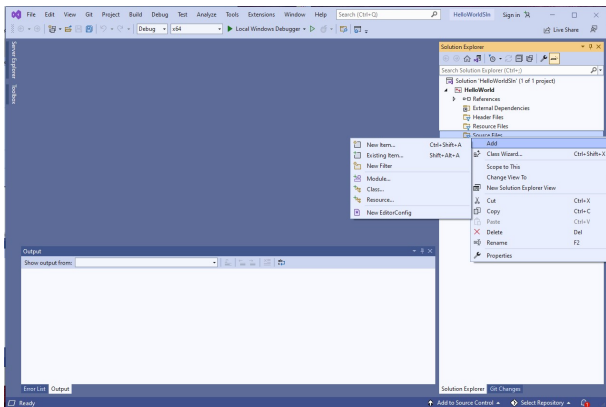 File Edit View Git Project Build Debug Test Analyze Tools Extensions Window Help Search (Ctrl+Q) HelloWorldSln Sign in
Debug x64 Local Windows Debugger Live Share
Server Explorer
Toolbox
Solution Explorer
Search Solution Explorer (Ctrl+;)
Solution 'HelloWorldSln' (1 of 1 project)
HelloWorld
References
External Dependencies
Header Files
Resource Files
Source Files
Add
Class Wizard... Ctrl+Shift+X
Scope to This
Change View To
New Solution Explorer View
Cut Ctrl+X
Copy Ctrl+C
Paste Ctrl+V
Delete Del
Rename F2
Properties
New Item... Ctrl+Shift+A
Existing Item... Shift+Alt+A
New Filter
Module...
Class...
Resource...
New EditorConfig
Output
Show output from:
Error List Output
Solution Explorer Git Changes
Ready Add to Source Control Select Repository